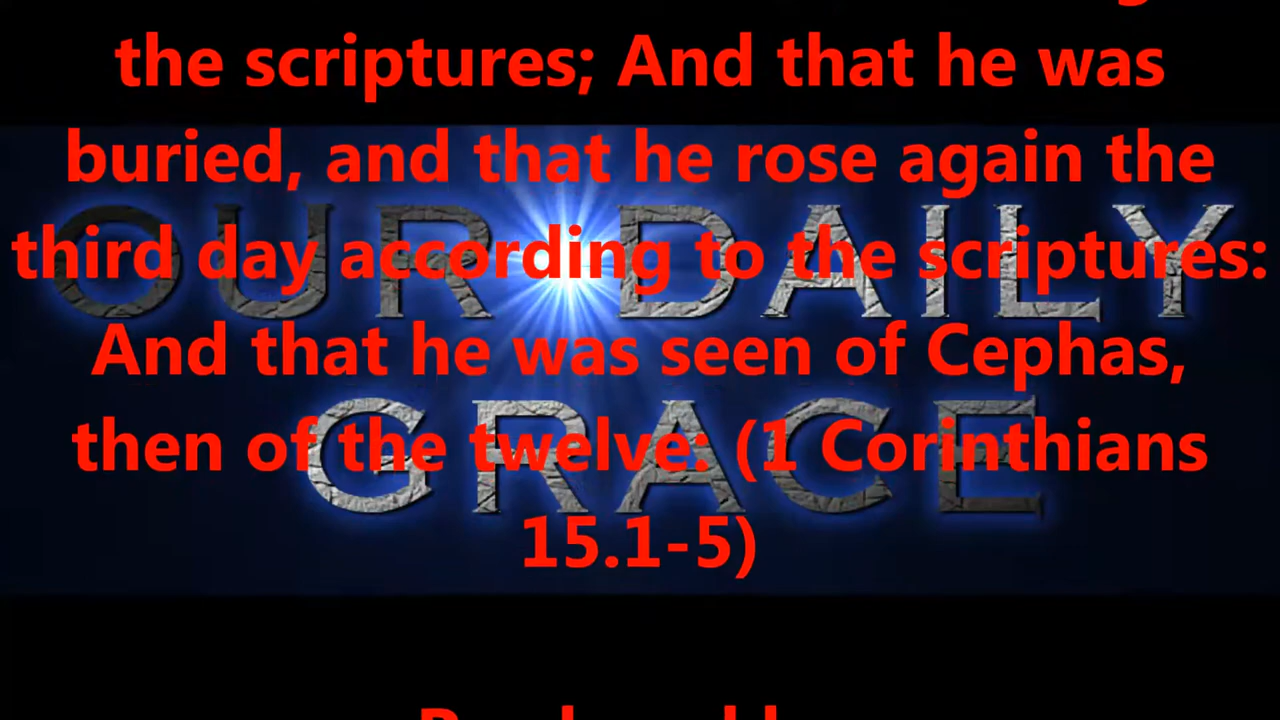 the scriptures; And that he was
buried, and that he rose again the
third day according to the scriptures:
And that he was seen of Cephas,
then of the twelve: (1 Corinthians
15.1-5)
OUR DAILY
GRACE